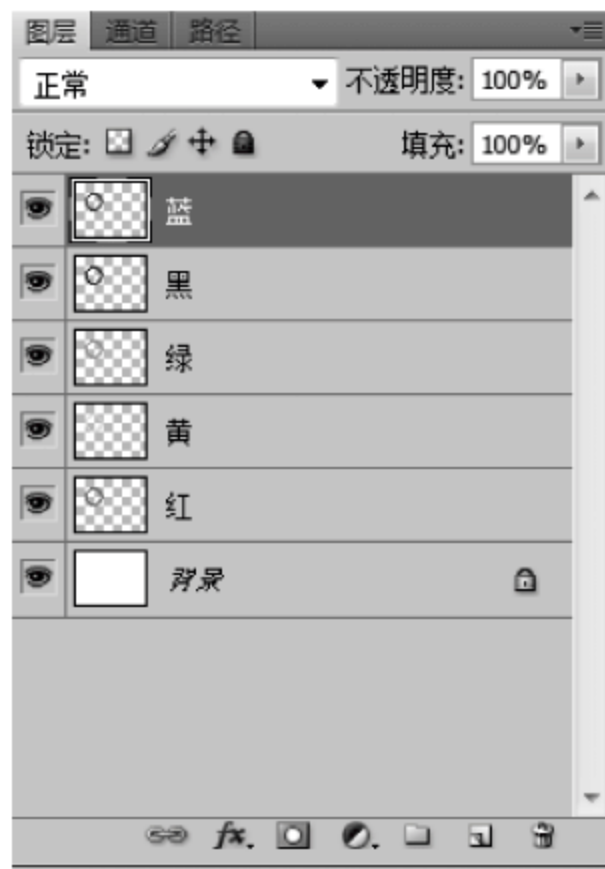 图层 通道 路径
正常 不透明度: 100%
锁定: 填充: 100%
蓝
黑
绿
黄
红
背景
fx.